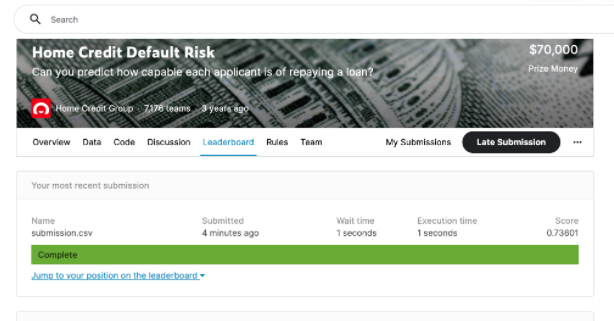 Search
Home Credit Default Risk
$70,000
Can you predict how capable each applicant is of repaying a loan?
Prize Money
Home Credit Group · 7,176 teams · 3 years ago
Overview Data Code Discussion Leaderboard Rules Team My Submissions Late Submission ...
Your most recent submission
Name Submitted Wait time Execution time Score
submission.csv 4 minutes ago 1 seconds 1 seconds 0.73601
Complete
Jump to your position on the leaderboard